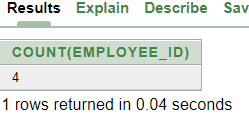 Results Explain Describe Sav
COUNT(EMPLOYEE_ID)
4
1 rows returned in 0.04 seconds